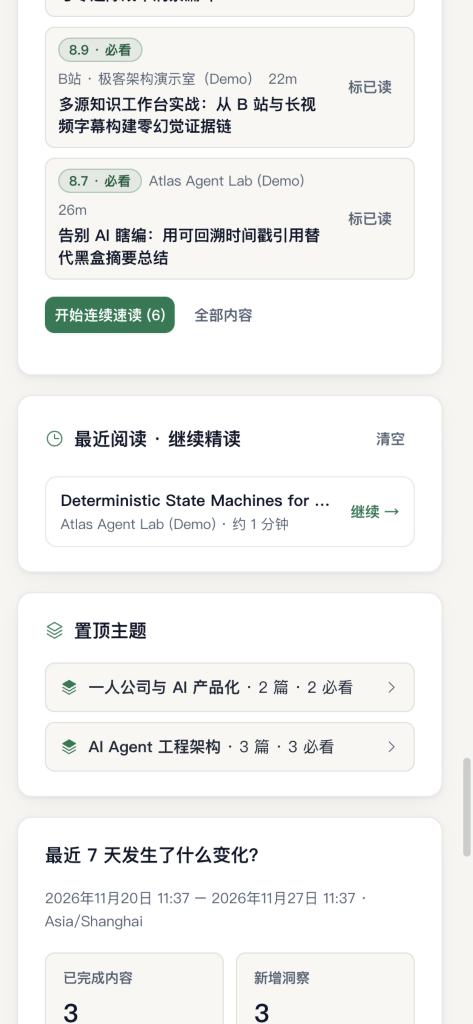 8.9 · 必看
B站 · 极客架构演示室（Demo） 22m
多源知识工作台实战：从 B 站与长视
频字幕构建零幻觉证据链
标已读
8.7 · 必看 Atlas Agent Lab (Demo)
26m
告别 AI 瞎编：用可回溯时间戳引用替
代黑盒摘要总结
标已读
开始连续速读 (6) 全部内容
最近阅读 · 继续精读 清空
Deterministic State Machines for ...
Atlas Agent Lab (Demo) · 约 1 分钟
继续 →
置顶主题
一人公司与 AI 产品化 · 2 篇 · 2 必看
AI Agent 工程架构 · 3 篇 · 3 必看
最近 7 天发生了什么变化?
2026年11月20日 11:37 — 2026年11月27日 11:37 ·
Asia/Shanghai
已完成内容 新增洞察
3 3